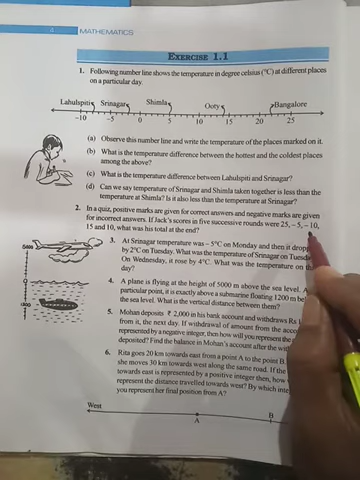 4 MATHEMATICS
EXERCISE 1.1
1. Following number line shows the temperature in degree celsius (°C) at different places
on a particular day.
Lahulspiti Srinagar Shimla Ooty Bangalore
–10 –5 0 5 10 15 20 25
(a) Observe this number line and write the temperature of the places marked on it.
(b) What is the temperature difference between the hottest and the coldest places
among the above?
(c) What is the temperature difference between Lahulspiti and Srinagar?
(d) Can we say temperature of Srinagar and Shimla taken together is less than the
temperature at Shimla? Is it also less than the temperature at Srinagar?
2. In a quiz, positive marks are given for correct answers and negative marks are given
for incorrect answers. If Jack's scores in five successive rounds were 25, –5, –10,
15 and 10, what was his total at the end?
3. At Srinagar temperature was – 5°C on Monday and then it dropp
by 2°C on Tuesday. What was the temperature of Srinagar on Tuesda
On Wednesday, it rose by 4°C. What was the temperature on th
day?
4. A plane is flying at the height of 5000 m above the sea level. A
particular point, it is exactly above a submarine floating 1200 m bel
the sea level. What is the vertical distance between them?
5. Mohan deposits ₹ 2,000 in his bank account and withdraws Rs 1
from it, the next day. If withdrawal of amount from the acco
represented by a negative integer, then how will you represent the
deposited? Find the balance in Mohan's account after the with
6. Rita goes 20 km towards east from a point A to the point B.
she moves 30 km towards west along the same road. If the
towards east is represented by a positive integer then, how
represent the distance travelled towards west? By which inte
you represent her final position from A?
West
A B